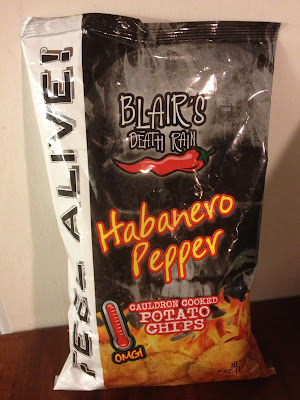 FEEL ALIVE!
BLAIR'S
DEATH RAIN
Habanero
Pepper
CAULDRON COOKED
POTATO
CHIPS
OMG!